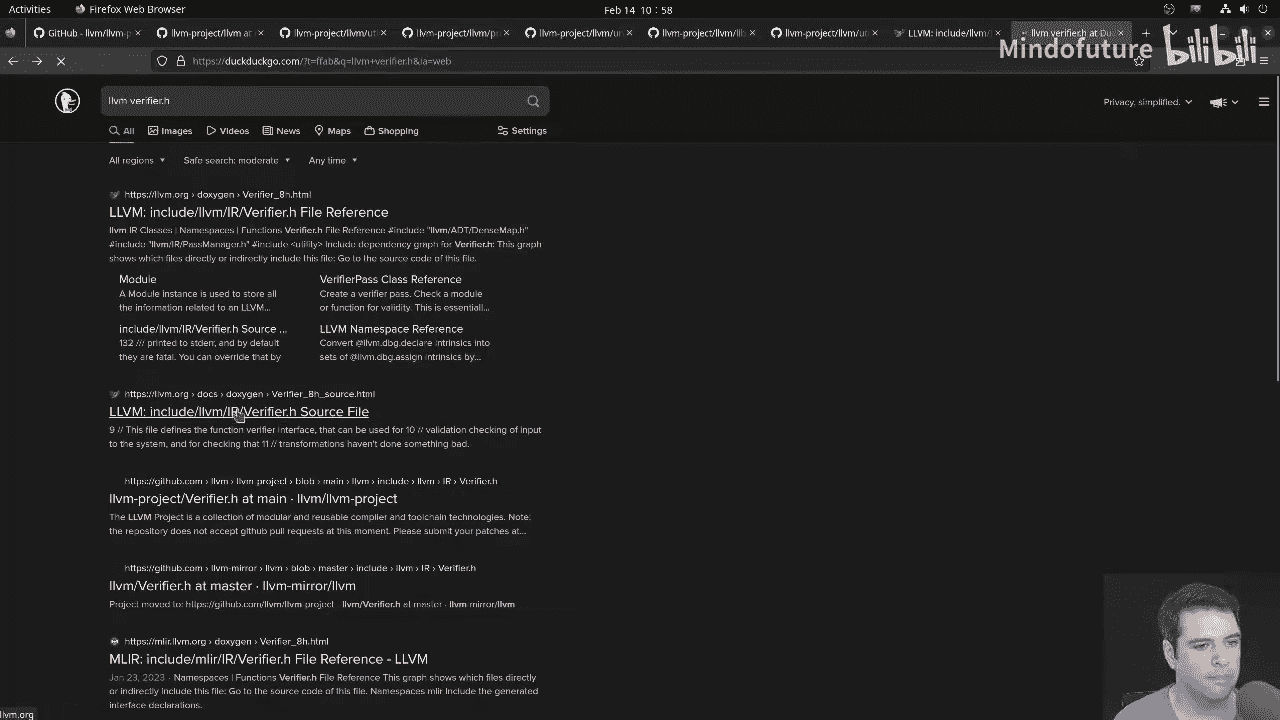 Activities
Firefox Web Browser
Feb 14 10:58
GitHub - llvm/llvm-p
llvm-project/llvm at
llvm-project/llvm/uti
llvm-project/llvm/pro
llvm-project/llvm/un
llvm-project/llvm/lib
llvm-project/llvm/ut
LLVM: include/llvm/I
llvm verifier.h at Du
Mindofuture
bilibili
https://duckduckgo.com/?t=ffab&q=llvm+verifier.h&ia=web
llvm verifier.h
Privacy, simplified.
All
Images
Videos
News
Maps
Shopping
Settings
All regions
Safe search: moderate
Any time
https://llvm.org › doxygen › Verifier_8h.html
LLVM: include/llvm/IR/Verifier.h File Reference
llvm IR Classes | Namespaces | Functions Verifier.h File Reference #include "llvm/ADT/DenseMap.h"
#include "llvm/IR/PassManager.h" #include <utility> Include dependency graph for Verifier.h: This graph
shows which files directly or indirectly include this file: Go to the source code of this file.
Module
A Module instance is used to store all
the information related to an LLVM...
VerifierPass Class Reference
Create a verifier pass. Check a module
or function for validity. This is essentiall...
include/llvm/IR/Verifier.h Source ...
132 /// printed to stderr, and by default
they are fatal. You can override that by
LLVM Namespace Reference
Convert @llvm.dbg.declare intrinsics into
sets of @llvm.dbg.assign intrinsics by...
https://llvm.org › docs › doxygen › Verifier_8h_source.html
LLVM: include/llvm/IR/Verifier.h Source File
9 // This file defines the function verifier interface, that can be used for 10 // validation checking of input
to the system, and for checking that 11 // transformations haven't done something bad.
https://github.com › llvm › llvm-project › blob › main › llvm › include › llvm › IR › Verifier.h
llvm-project/Verifier.h at main · llvm/llvm-project
The LLVM Project is a collection of modular and reusable compiler and toolchain technologies. Note:
the repository does not accept github pull requests at this moment. Please submit your patches at...
https://github.com › llvm-mirror › llvm › blob › master › include › llvm › IR › Verifier.h
llvm/Verifier.h at master · llvm-mirror/llvm
Project moved to: https://github.com/llvm/llvm-project - llvm/Verifier.h at master · llvm-mirror/llvm
https://mlir.llvm.org › doxygen › Verifier_8h.html
MLIR: include/mlir/IR/Verifier.h File Reference - LLVM
Jan 23, 2023 · Namespaces | Functions Verifier.h File Reference This graph shows which files directly
or indirectly include this file: Go to the source code of this file. Namespaces mlir Include the generated
interface declarations.
llvm.org